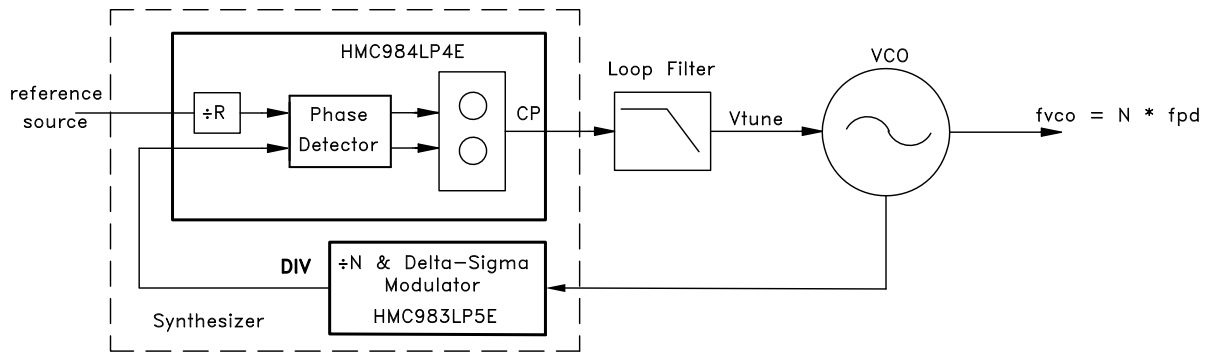 HMC984LP4E
reference
source
÷R
Phase
Detector
CP
Loop Filter
Vtune
VCO
fvco = N * fpd
DIV
÷N & Delta-Sigma
Modulator
HMC983LP5E
Synthesizer